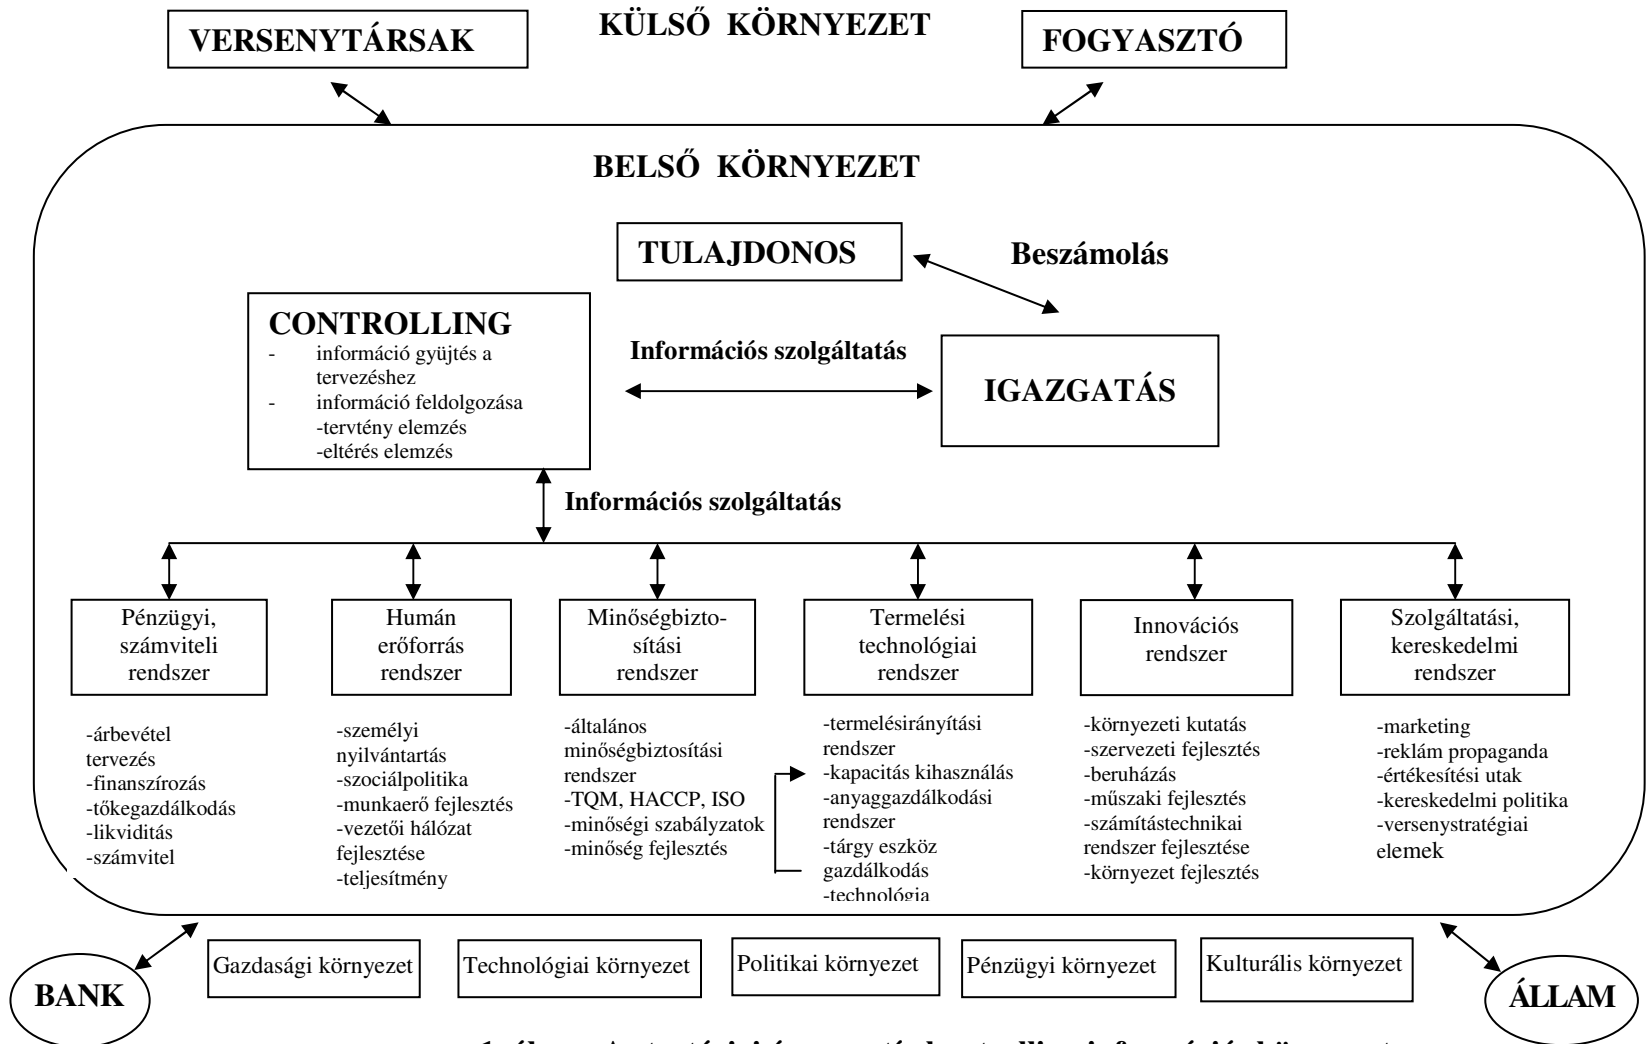 KÜLSŐ KÖRNYEZET
VERSENYTÁRSAK
FOGYASZTÓ
BELSŐ KÖRNYEZET
TULAJDONOS
Beszámolás
CONTROLLING
- információ gyüjtés a
tervezéshez
- információ feldolgozása
-tervtény elemzés
-eltérés elemzés
Információs szolgáltatás
IGAZGATÁS
Információs szolgáltatás
Pénzügyi,
számviteli
rendszer
Humán
erőforrás
rendszer
Minőségbizto-
sítási
rendszer
Termelési
technológiai
rendszer
Innovációs
rendszer
Szolgáltatási,
kereskedelmi
rendszer
-árbevétel
tervezés
-finanszírozás
-tőkegazdálkodás
-likviditás
-számvitel
-személyi
nyilvántartás
-szociálpolitika
-munkaerő fejlesztés
-vezetői hálózat
fejlesztése
-teljesítmény
-általános
minőségbiztosítási
rendszer
-TQM, HACCP, ISO
-minőségi szabályzatok
-minőség fejlesztés
-termelésirányítási
rendszer
-kapacitás kihasználás
-anyaggazdálkodási
rendszer
-tárgy eszköz
gazdálkodás
-technológia
-környezeti kutatás
-szervezeti fejlesztés
-beruházás
-műszaki fejlesztés
-számítástechnikai
rendszer fejlesztése
-környezet fejlesztés
-marketing
-reklám propaganda
-értékesítési utak
-kereskedelmi politika
-versenystratégiai
elemek
BANK
Gazdasági környezet
Technológiai környezet
Politikai környezet
Pénzügyi környezet
Kulturális környezet
ÁLLAM